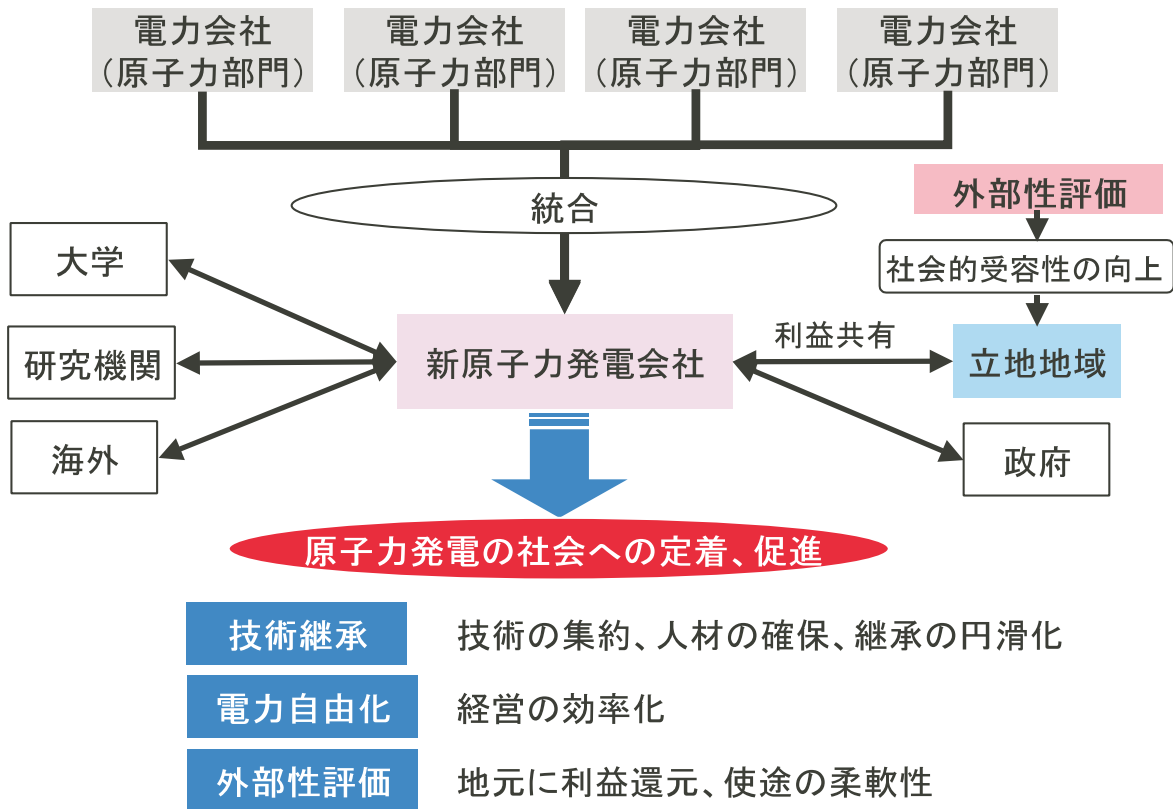 電力会社
（原子力部門）
電力会社
（原子力部門）
電力会社
（原子力部門）
電力会社
（原子力部門）
統合
外部性評価
社会的受容性の向上
大学
研究機関
海外
新原子力発電会社
利益共有
立地地域
政府
原子力発電の社会への定着、促進
技術継承
技術の集約、人材の確保、継承の円滑化
電力自由化
経営の効率化
外部性評価
地元に利益還元、使途の柔軟性